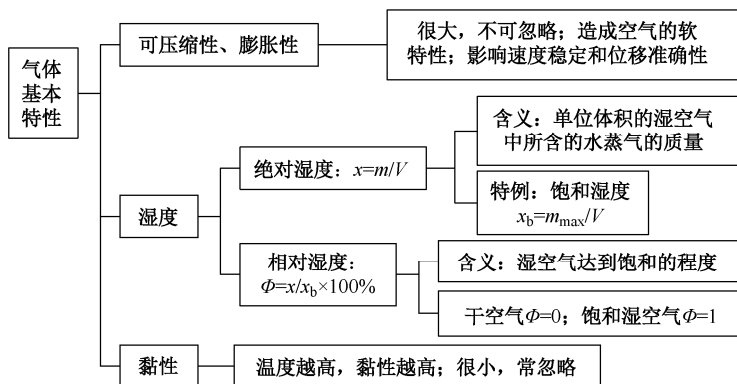 气体
基本
特性
可压缩性、膨胀性
很大，不可忽略；造成空气的软
特性；影响速度稳定和位移准确性
湿度
绝对湿度：x=m/V
含义：单位体积的湿空气
中所含的水蒸气的质量
特例：饱和湿度
x_b=m_max/V
相对湿度：
Φ=x/x_b×100%
含义：湿空气达到饱和的程度
干空气Φ=0；饱和湿空气Φ=1
黏性
温度越高，黏性越高；很小，常忽略